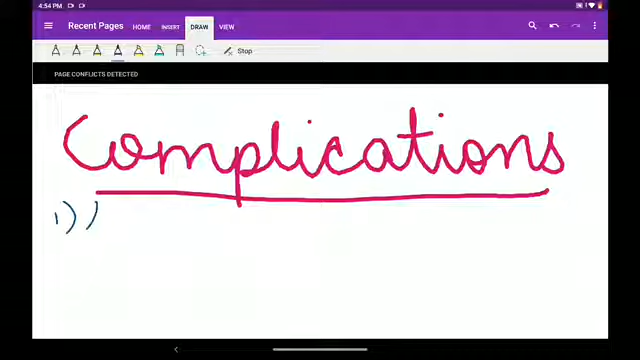 4:54 PM
Recent Pages HOME INSERT DRAW VIEW
Stop
PAGE CONFLICTS DETECTED
Complications
1) )